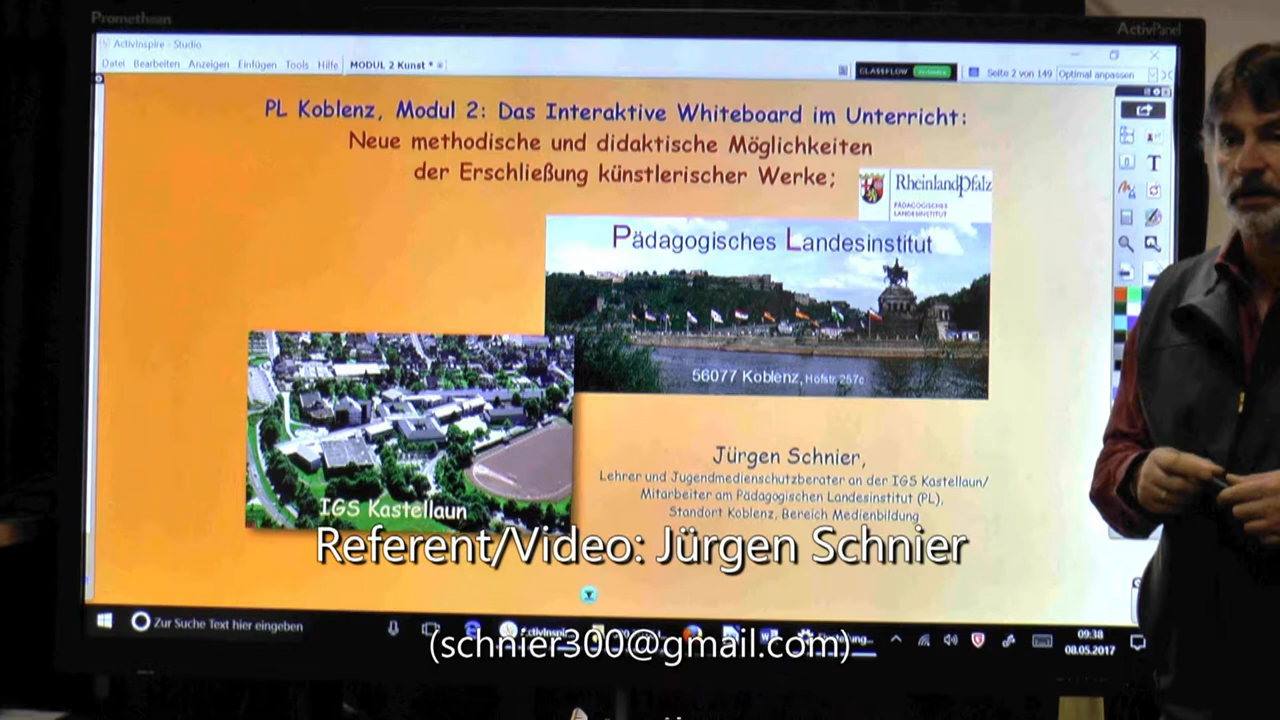 Promethean
ActivPanel
ActivInspire - Studio
Datei Bearbeiten Anzeigen Einfügen Tools Hilfe MODUL 2 Kunst *
CLASSFLOW
Seite 2 von 149 Optimal anpassen
PL Koblenz, Modul 2: Das Interaktive Whiteboard im Unterricht:
Neue methodische und didaktische Möglichkeiten
der Erschließung künstlerischer Werke;
RheinlandPfalz
PÄDAGOGISCHES
LANDESINSTITUT
Pädagogisches Landesinstitut
56077 Koblenz, Hofstr. 257c
IGS Kastellaun
Jürgen Schnier,
Lehrer und Jugendmedienschutzberater an der IGS Kastellaun/
Mitarbeiter am Pädagogischen Landesinstitut (PL),
Standort Koblenz, Bereich Medienbildung
Referent/Video: Jürgen Schnier
Zur Suche Text hier eingeben
09:38
08.05.2017
(schnier300@gmail.com)